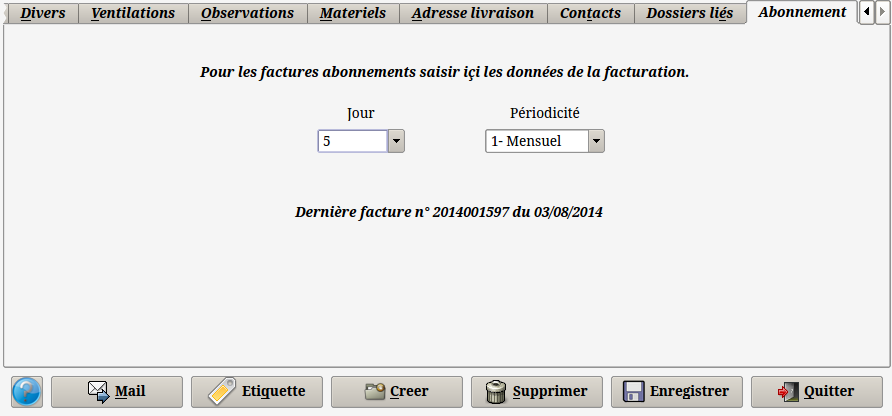 Divers Ventilations Observations Materiels Adresse livraison Contacts Dossiers liés Abonnement
Pour les factures abonnements saisir içi les données de la facturation.
Jour Périodicité
5 1- Mensuel
Dernière facture n° 2014001597 du 03/08/2014
? Mail Etiquette Creer Supprimer Enregistrer Quitter